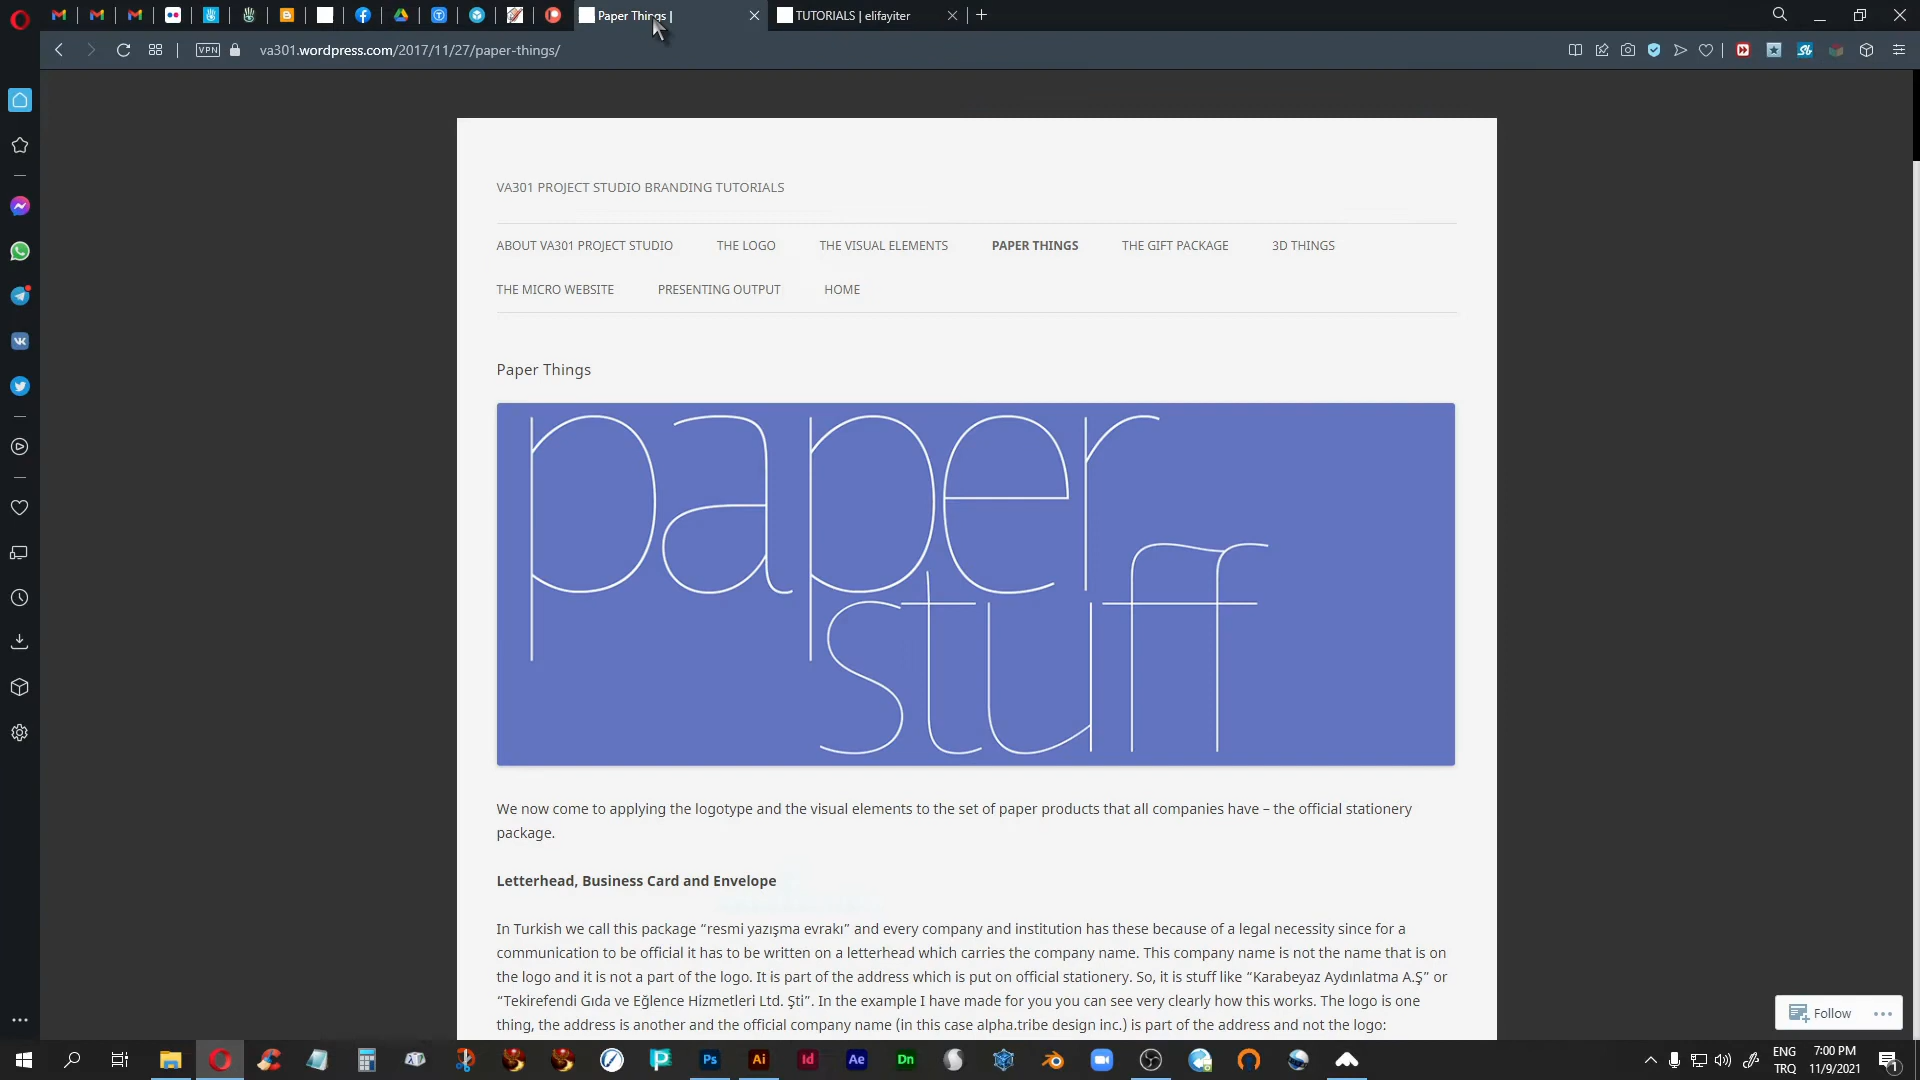 Paper Things |
TUTORIALS | elifayiter
VPN
va301.wordpress.com/2017/11/27/paper-things/
VA301 PROJECT STUDIO BRANDING TUTORIALS
ABOUT VA301 PROJECT STUDIO THE LOGO THE VISUAL ELEMENTS PAPER THINGS THE GIFT PACKAGE 3D THINGS
THE MICRO WEBSITE PRESENTING OUTPUT HOME
Paper Things
paper
stuff
We now come to applying the logotype and the visual elements to the set of paper products that all companies have – the official stationery
package.
Letterhead, Business Card and Envelope
In Turkish we call this package “resmi yazışma evrakı” and every company and institution has these because of a legal necessity since for a
communication to be official it has to be written on a letterhead which carries the company name. This company name is not the name that is on
the logo and it is not a part of the logo. It is part of the address which is put on official stationery. So, it is stuff like “Karabeyaz Aydınlatma A.Ş” or
“Tekirefendi Gıda ve Eğlence Hizmetleri Ltd. Şti”. In the example I have made for you you can see very clearly how this works. The logo is one
thing, the address is another and the official company name (in this case alpha.tribe design inc.) is part of the address and not the logo:
Follow
Ps Ai Id Ae Dn
ENG
TRQ
7:00 PM
11/9/2021
1